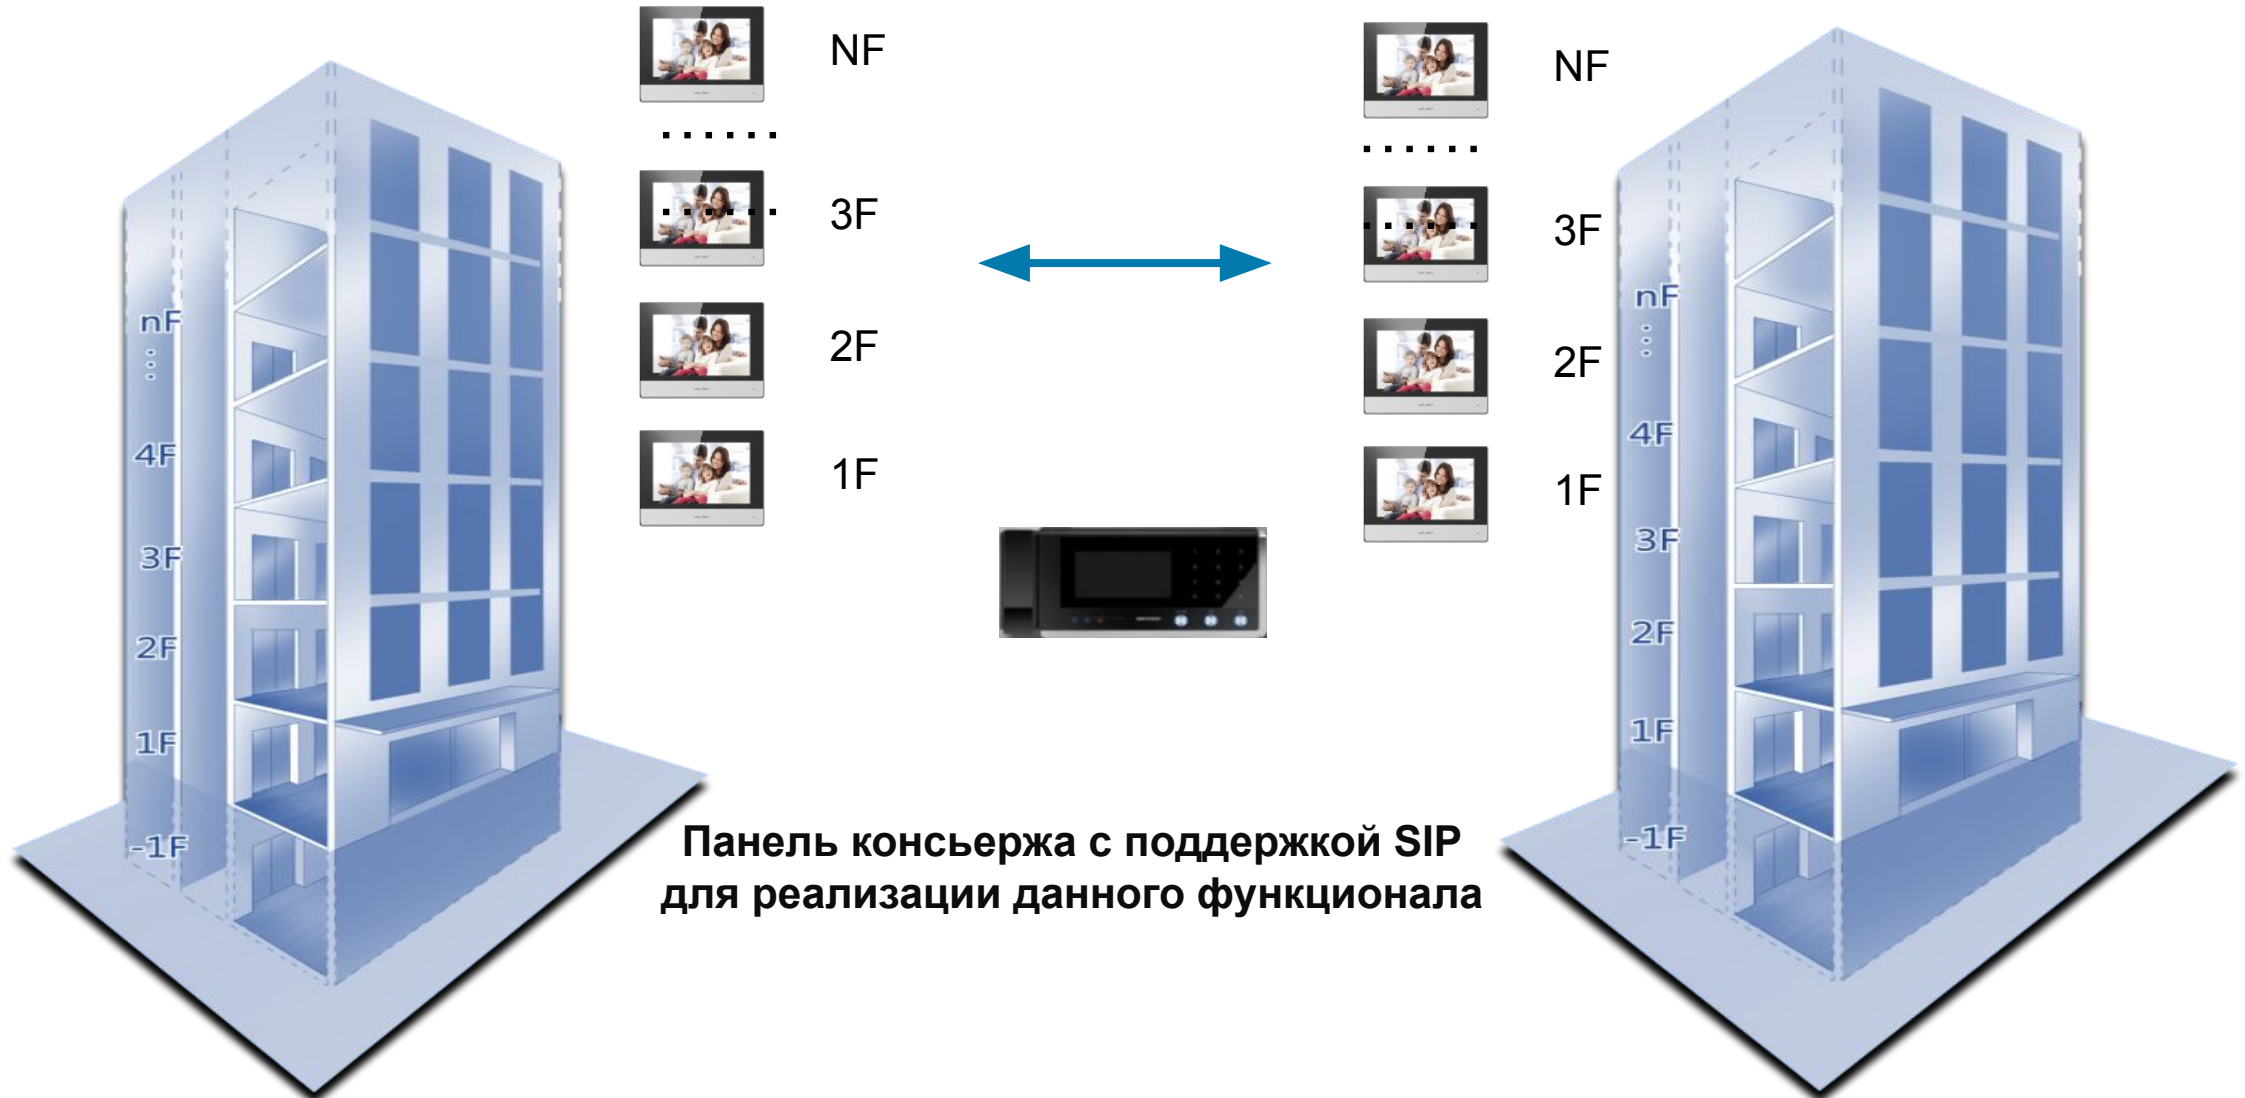 NF
3F
2F
1F
NF
3F
2F
1F
nF
4F
3F
2F
1F
-1F
nF
4F
3F
2F
1F
-1F
Панель консьержа с поддержкой SIP
для реализации данного функционала